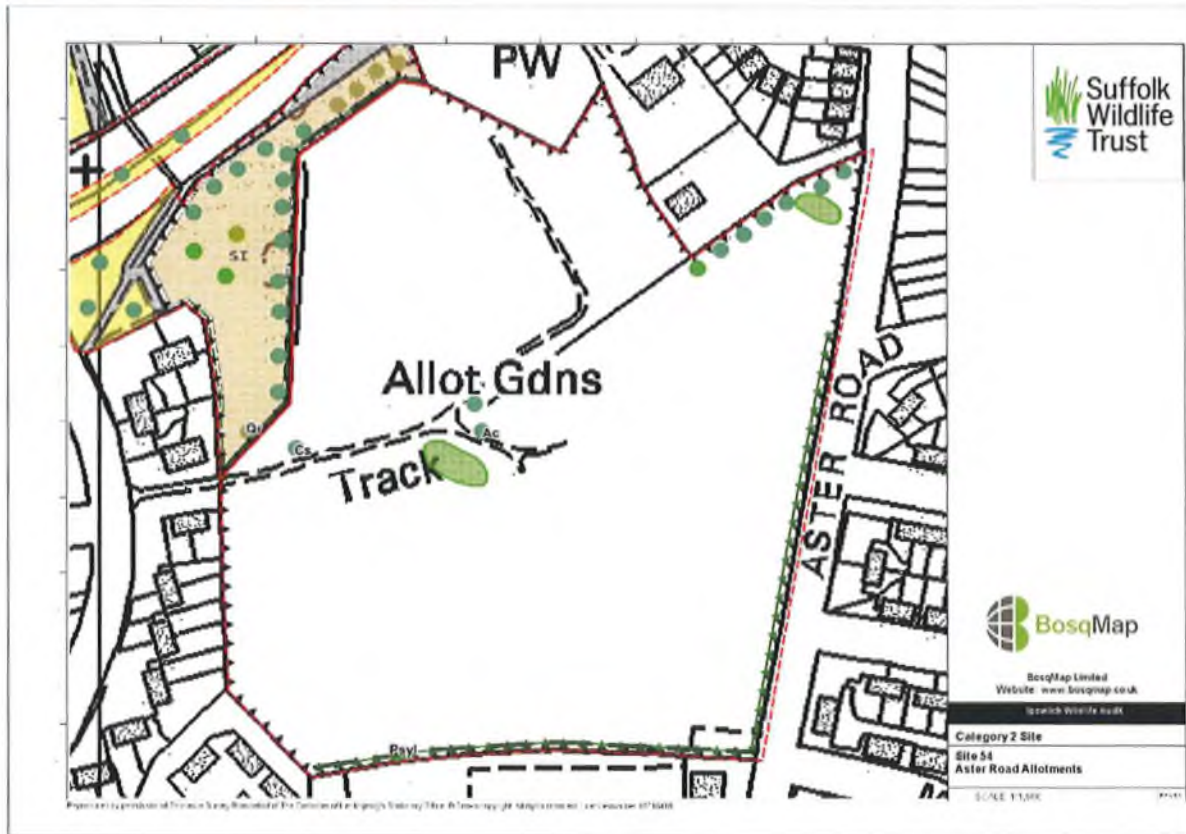 PW
SI
Allot Gdns
Cs
Ac
Track
ASTER ROAD
Psyl
Suffolk
Wildlife
Trust
BosqMap
BosqMap Limited
Website www.bosqmap.co.uk
Ipswich Wildlife Audit
Category 2 Site
Site 54
Aster Road Allotments